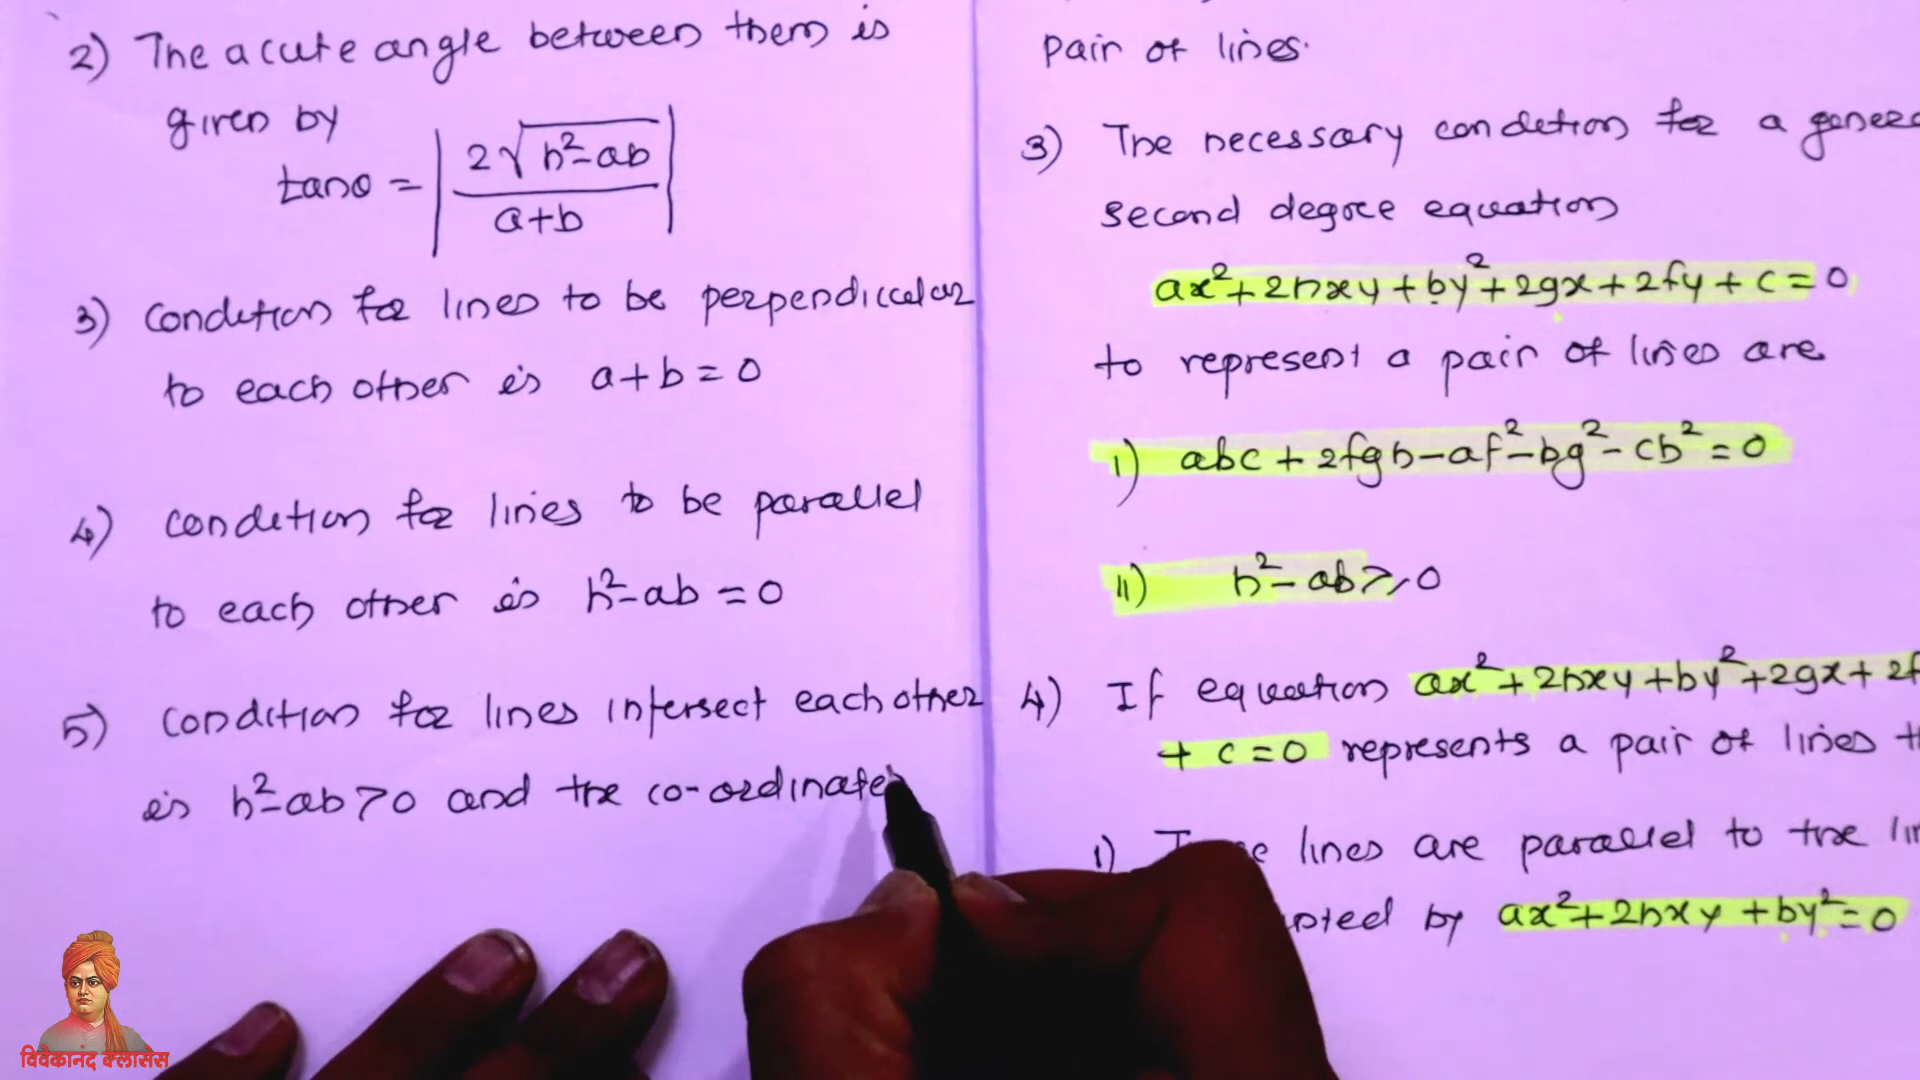 2) The acute angle between them is
given by
tanθ = | 2√h²-ab / a+b |
3) Condition for lines to be perpendicular
to each other is a+b=0
4) condition for lines to be parallel
to each other is h²-ab=0
5) condition for lines intersect each other
is h²-ab>0 and the co-ordinate
pair of lines.
3) The necessary condition for a
second degree equation
ax²+2hxy+by²+2gx+2fy+c=0
to represent a pair of lines are
i) abc+2fgh-af²-bg²-ch²=0
ii) h²-ab≥0
4) If equation ax²+2hxy+by²+2gx+2f
+c=0 represents a pair of lines
i) lines are parallel to the
by ax²+2hxy+by²=0
विवेकानंद क्लासेस